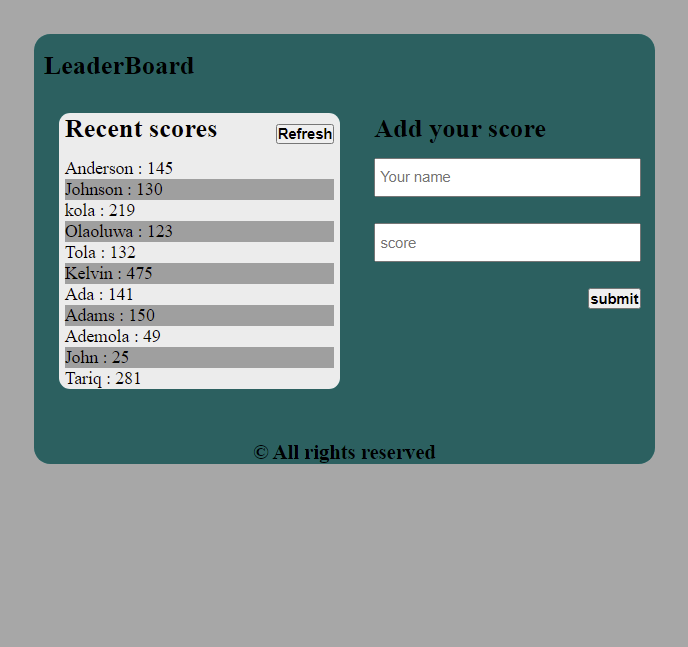 LeaderBoard
Recent scores
Refresh
Anderson : 145
Johnson : 130
kola : 219
Olaoluwa : 123
Tola : 132
Kelvin : 475
Ada : 141
Adams : 150
Ademola : 49
John : 25
Tariq : 281
Add your score
Your name
score
submit
© All rights reserved